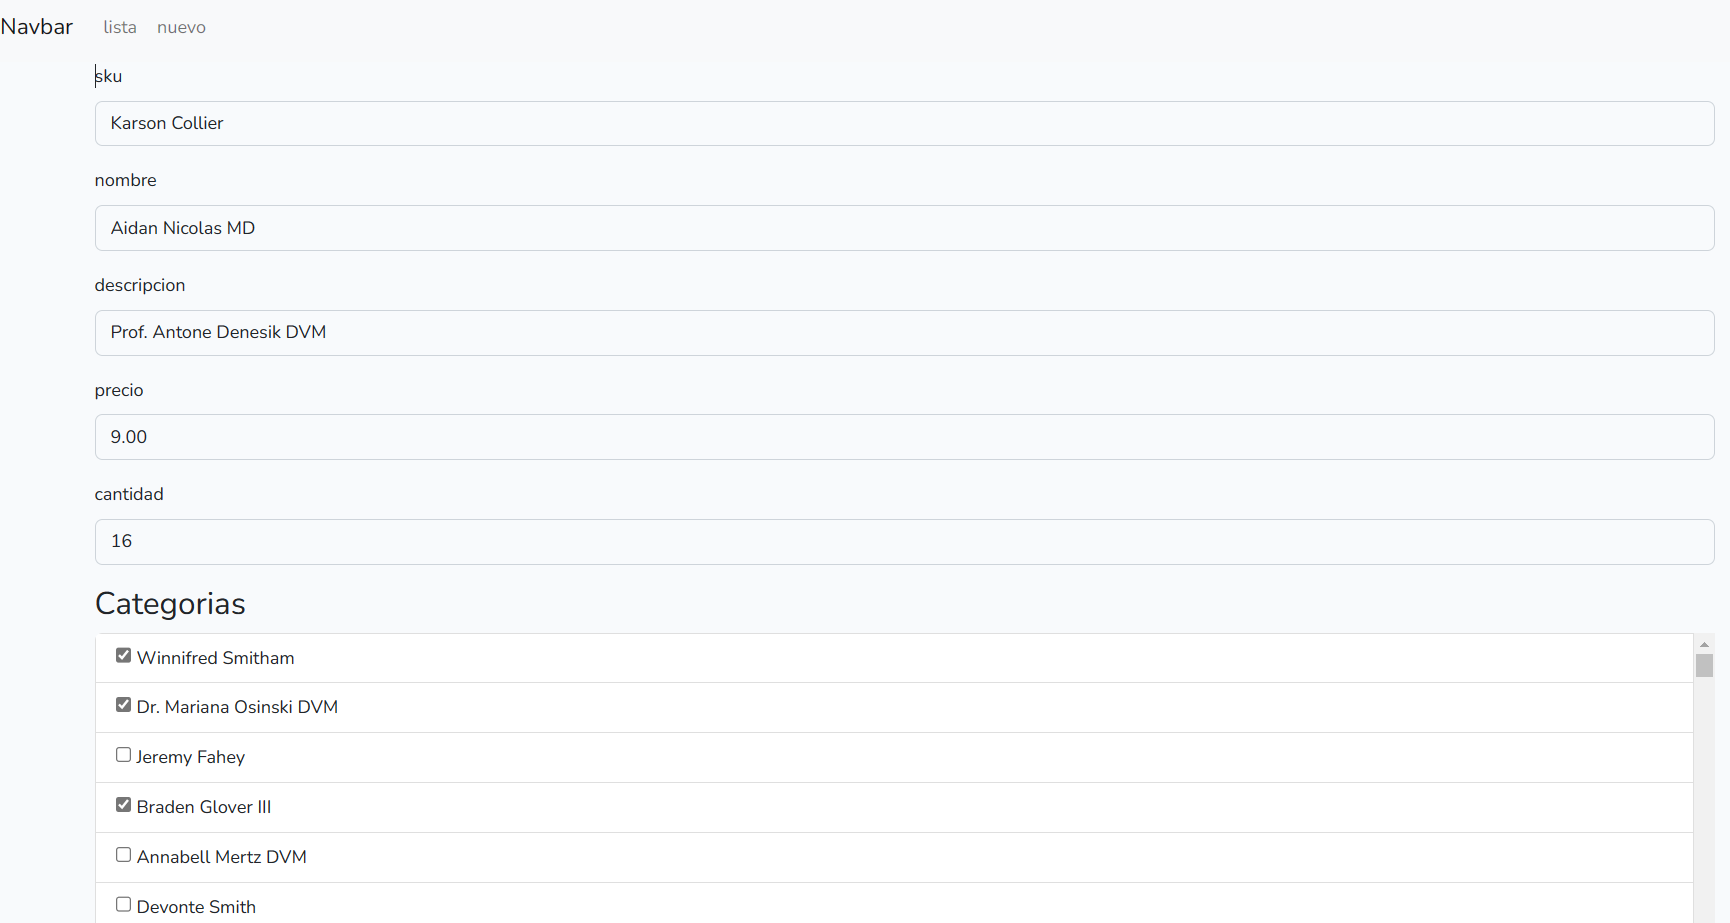 Navbar lista nuevo
sku
Karson Collier
nombre
Aidan Nicolas MD
descripcion
Prof. Antone Denesik DVM
precio
9.00
cantidad
16
Categorias
Winnifred Smitham
Dr. Mariana Osinski DVM
Jeremy Fahey
Braden Glover III
Annabell Mertz DVM
Devonte Smith